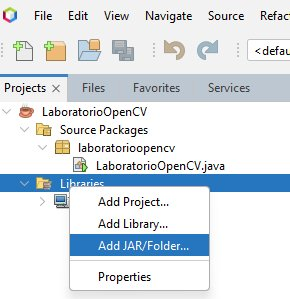 File Edit View Navigate Source Refact
<defau
Projects Files Favorites Services
LaboratorioOpenCV
Source Packages
laboratorioopencv
LaboratorioOpenCV.java
Libraries
Add Project...
Add Library...
Add JAR/Folder...
Properties